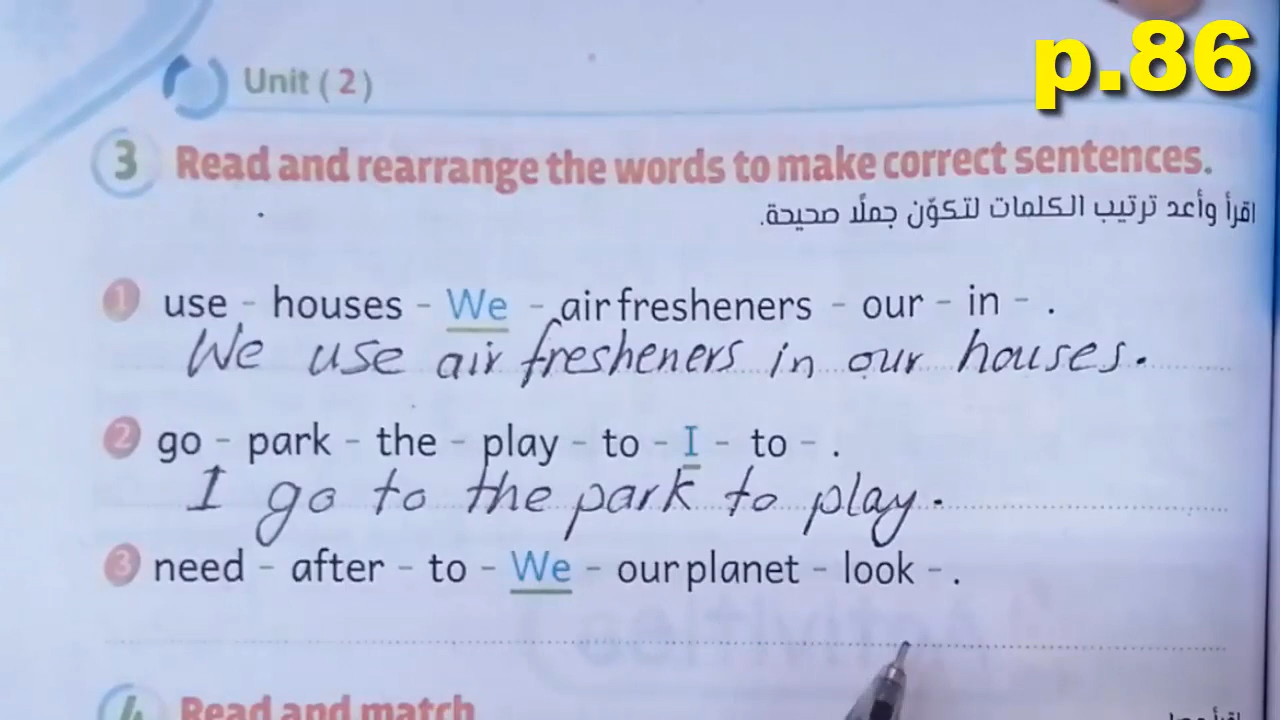 p.86
Unit (2)
3 Read and rearrange the words to make correct sentences.
اقرأ وأعد ترتيب الكلمات لتكوّن جملًا صحيحة.
1 use - houses - We - air fresheners - our - in - .
We use air fresheners in our houses.
2 go - park - the - play - to - I - to - .
I go to the park to play.
3 need - after - to - We - our planet - look - .
4 Read and match